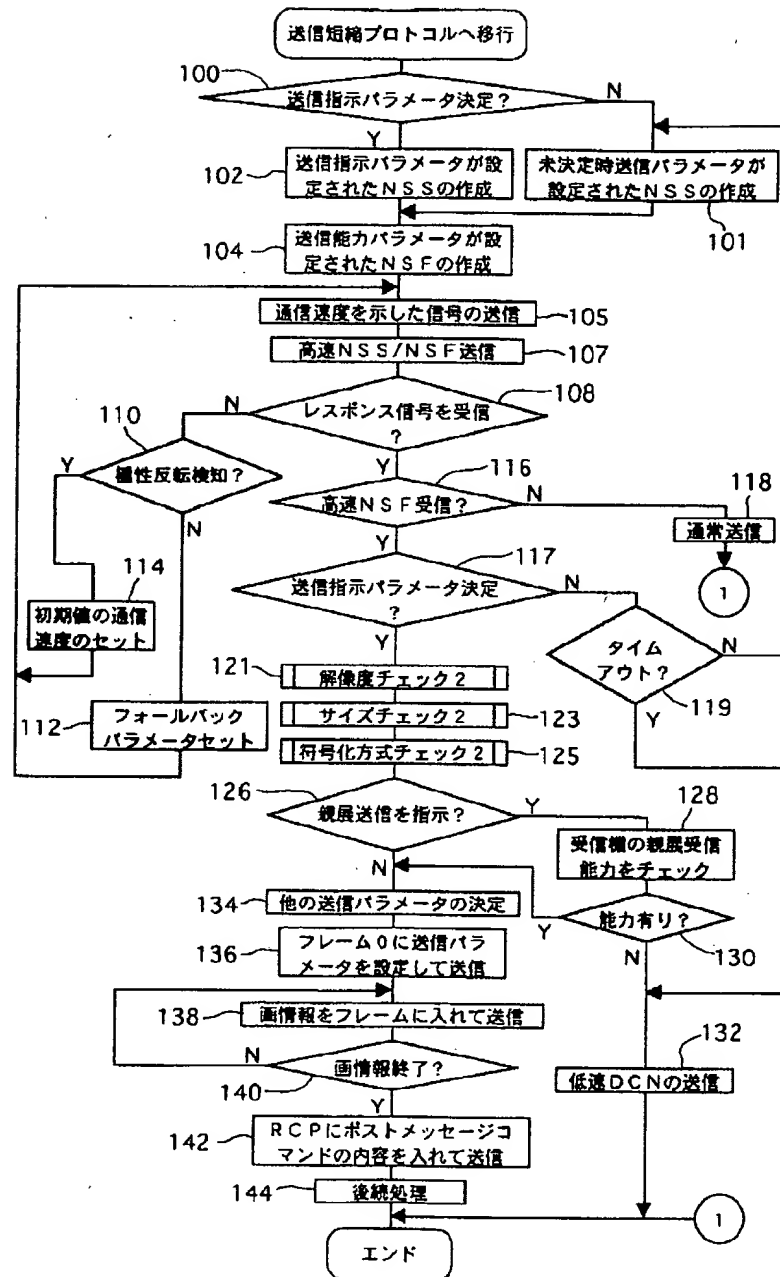 送信短縮プロトコルへ移行
100
送信指示パラメータ決定？
N
Y
102
送信指示パラメータが設
定されたＮＳＳの作成
未決定時送信パラメータが
設定されたＮＳＳの作成
101
104
送信能力パラメータが設
定されたＮＳＦの作成
通信速度を示した信号の送信
105
高速ＮＳＳ/ＮＳＦ送信
107
108
レスポンス信号を受信
？
N
Y
110
極性反転検知？
Y
N
116
高速ＮＳＦ受信？
N
Y
118
通常送信
1
117
送信指示パラメータ決定
？
N
Y
114
初期値の通信
速度のセット
タイム
アウト？
N
Y
119
112
フォールバック
パラメータセット
121
解像度チェック２
サイズチェック２
123
符号化方式チェック２
125
126
親展送信を指示？
Y
N
128
受信機の親展受信
能力をチェック
134
他の送信パラメータの決定
能力有り？
Y
N
130
136
フレーム０に送信パラ
メータを設定して送信
138
画情報をフレームに入れて送信
132
低速ＤＣＮの送信
画情報終了？
N
140
Y
142
ＲＣＰにポストメッセージコ
マンドの内容を入れて送信
144
後続処理
1
エンド